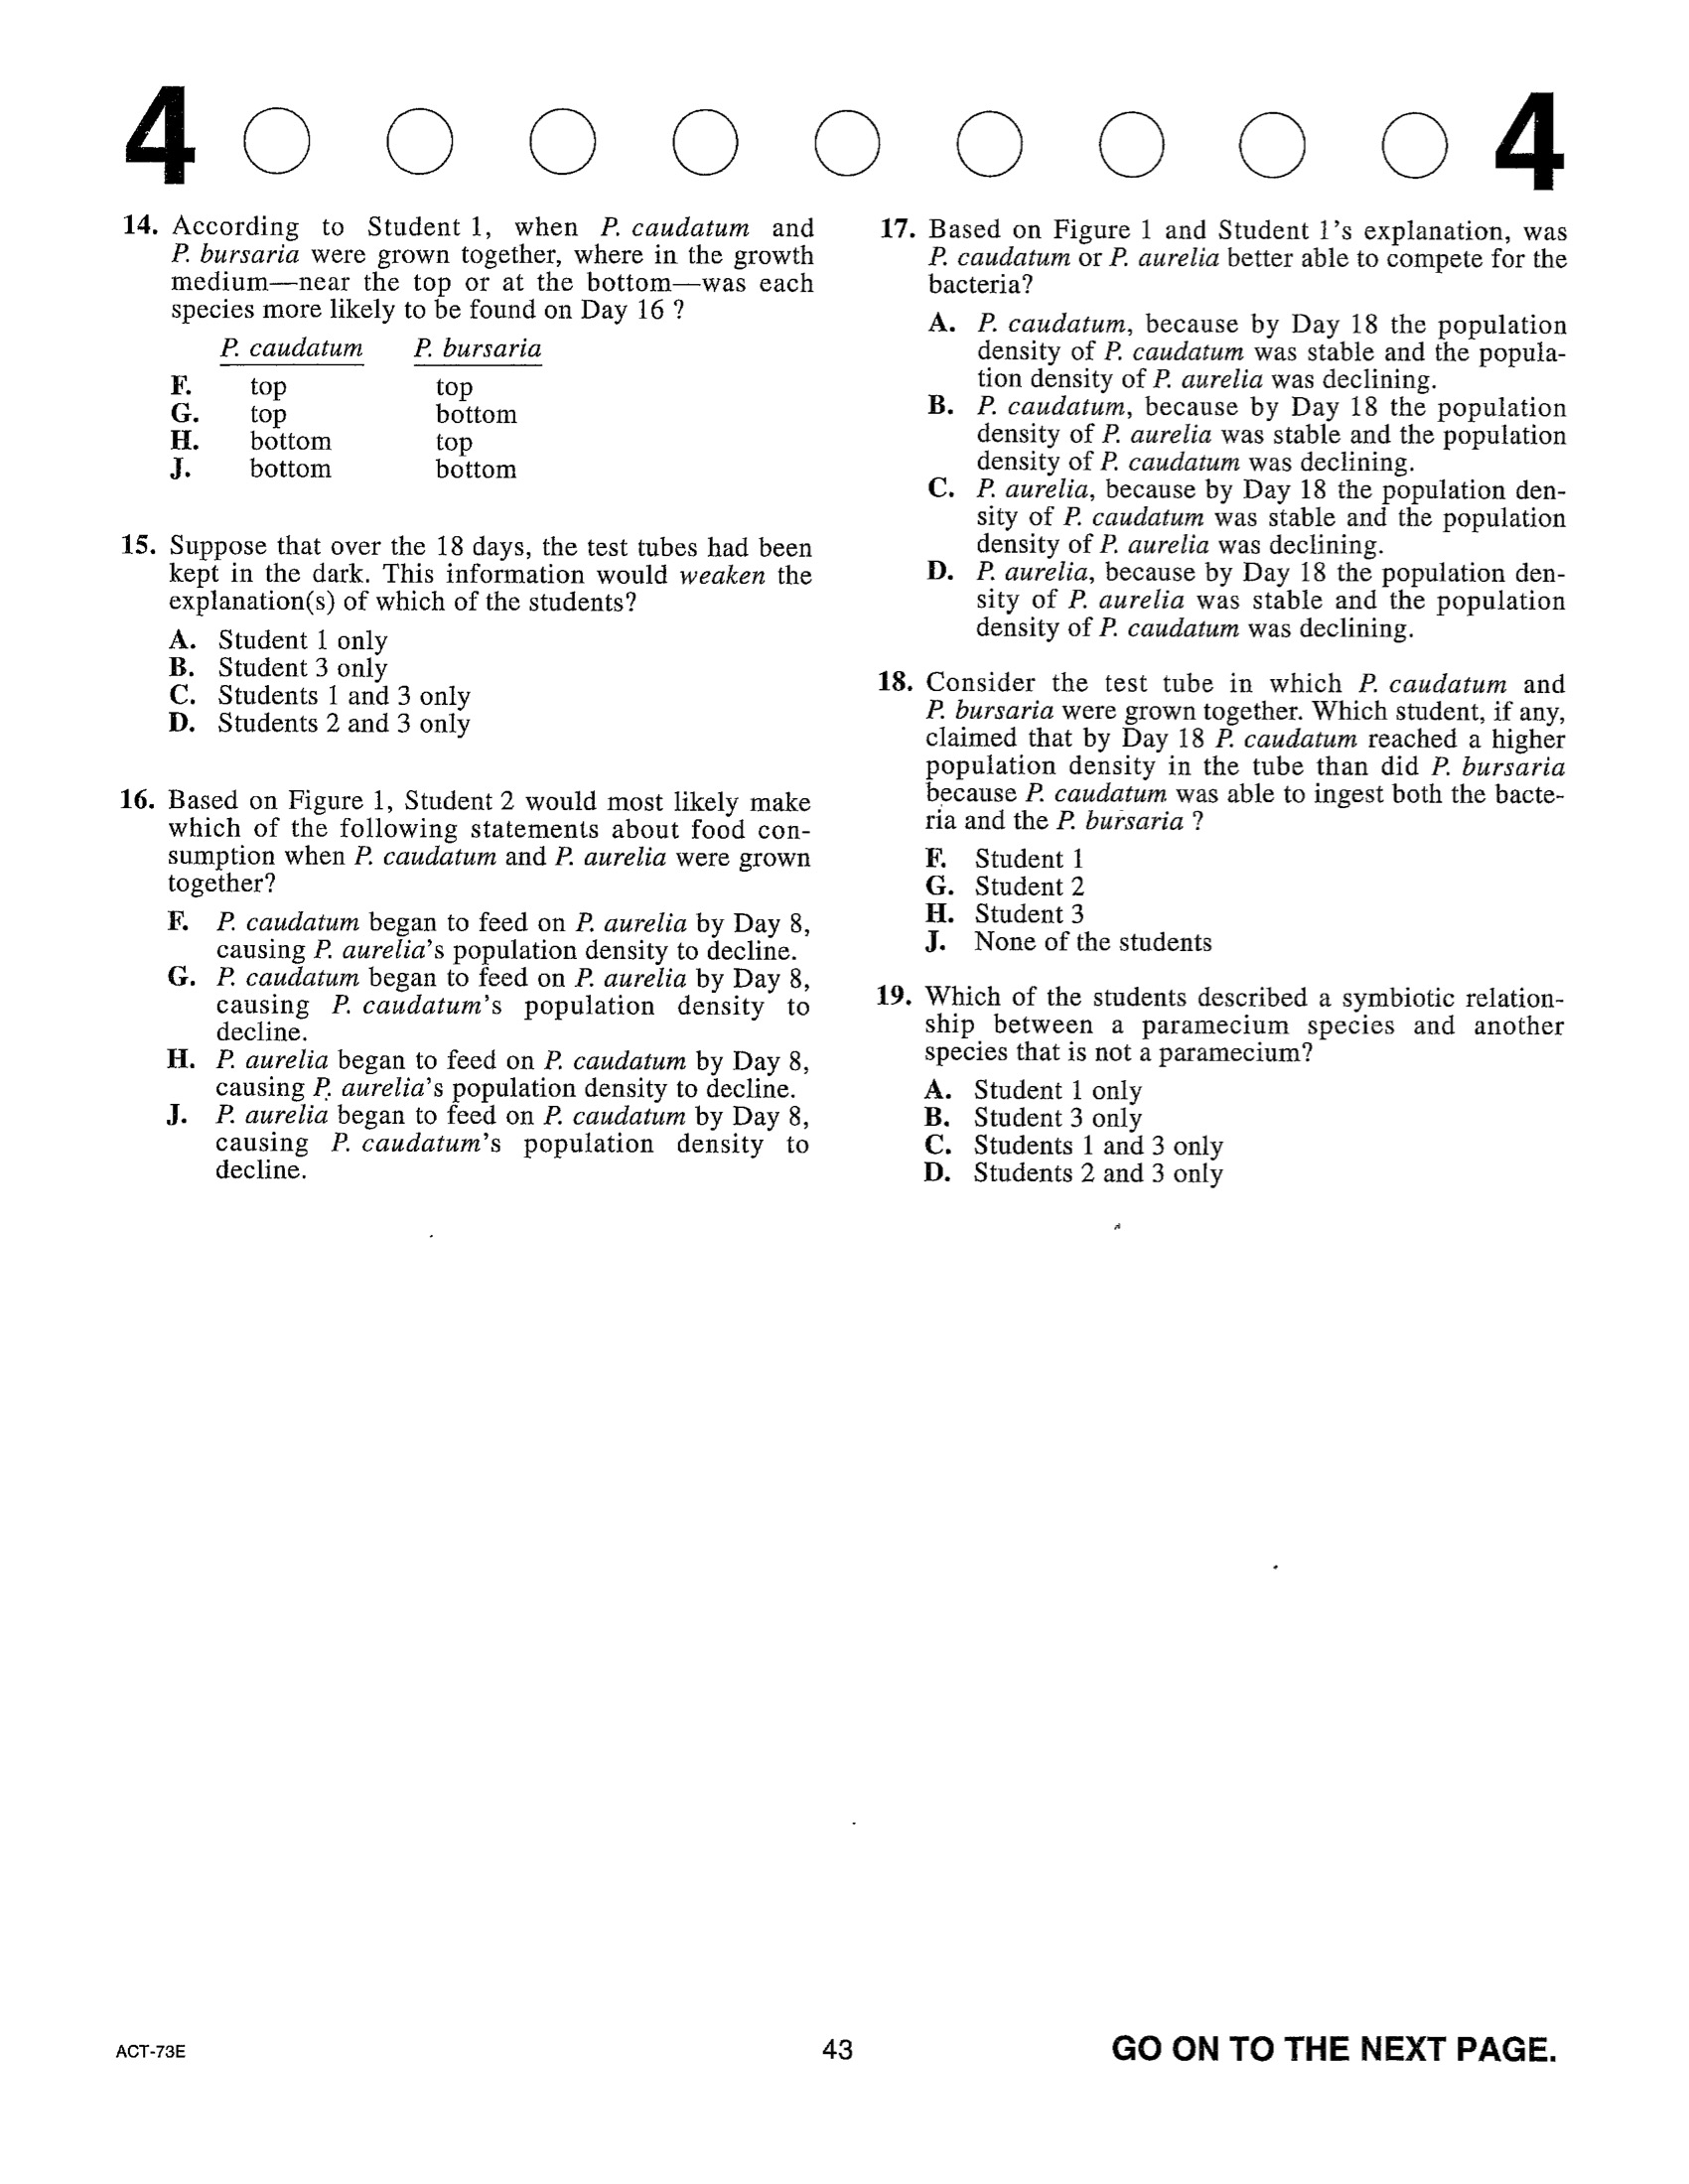 4 4
14. According to Student 1, when P. caudatum and
P. bursaria were grown together, where in the growth
medium—near the top or at the bottom—was each
species more likely to be found on Day 16 ?
P. caudatum P. bursaria
F. top top
G. top bottom
H. bottom top
J. bottom bottom
15. Suppose that over the 18 days, the test tubes had been
kept in the dark. This information would weaken the
explanation(s) of which of the students?
A. Student 1 only
B. Student 3 only
C. Students 1 and 3 only
D. Students 2 and 3 only
16. Based on Figure 1, Student 2 would most likely make
which of the following statements about food con-
sumption when P. caudatum and P. aurelia were grown
together?
F. P. caudatum began to feed on P. aurelia by Day 8,
causing P. aurelia's population density to decline.
G. P. caudatum began to feed on P. aurelia by Day 8,
causing P. caudatum's population density to
decline.
H. P. aurelia began to feed on P. caudatum by Day 8,
causing P. aurelia's population density to decline.
J. P. aurelia began to feed on P. caudatum by Day 8,
causing P. caudatum's population density to
decline.
17. Based on Figure 1 and Student 1's explanation, was
P. caudatum or P. aurelia better able to compete for the
bacteria?
A. P. caudatum, because by Day 18 the population
density of P. caudatum was stable and the popula-
tion density of P. aurelia was declining.
B. P. caudatum, because by Day 18 the population
density of P. aurelia was stable and the population
density of P. caudatum was declining.
C. P. aurelia, because by Day 18 the population den-
sity of P. caudatum was stable and the population
density of P. aurelia was declining.
D. P. aurelia, because by Day 18 the population den-
sity of P. aurelia was stable and the population
density of P. caudatum was declining.
18. Consider the test tube in which P. caudatum and
P. bursaria were grown together. Which student, if any,
claimed that by Day 18 P. caudatum reached a higher
population density in the tube than did P. bursaria
because P. caudatum was able to ingest both the bacte-
ria and the P. bursaria ?
F. Student 1
G. Student 2
H. Student 3
J. None of the students
19. Which of the students described a symbiotic relation-
ship between a paramecium species and another
species that is not a paramecium?
A. Student 1 only
B. Student 3 only
C. Students 1 and 3 only
D. Students 2 and 3 only
ACT-73E 43 GO ON TO THE NEXT PAGE.